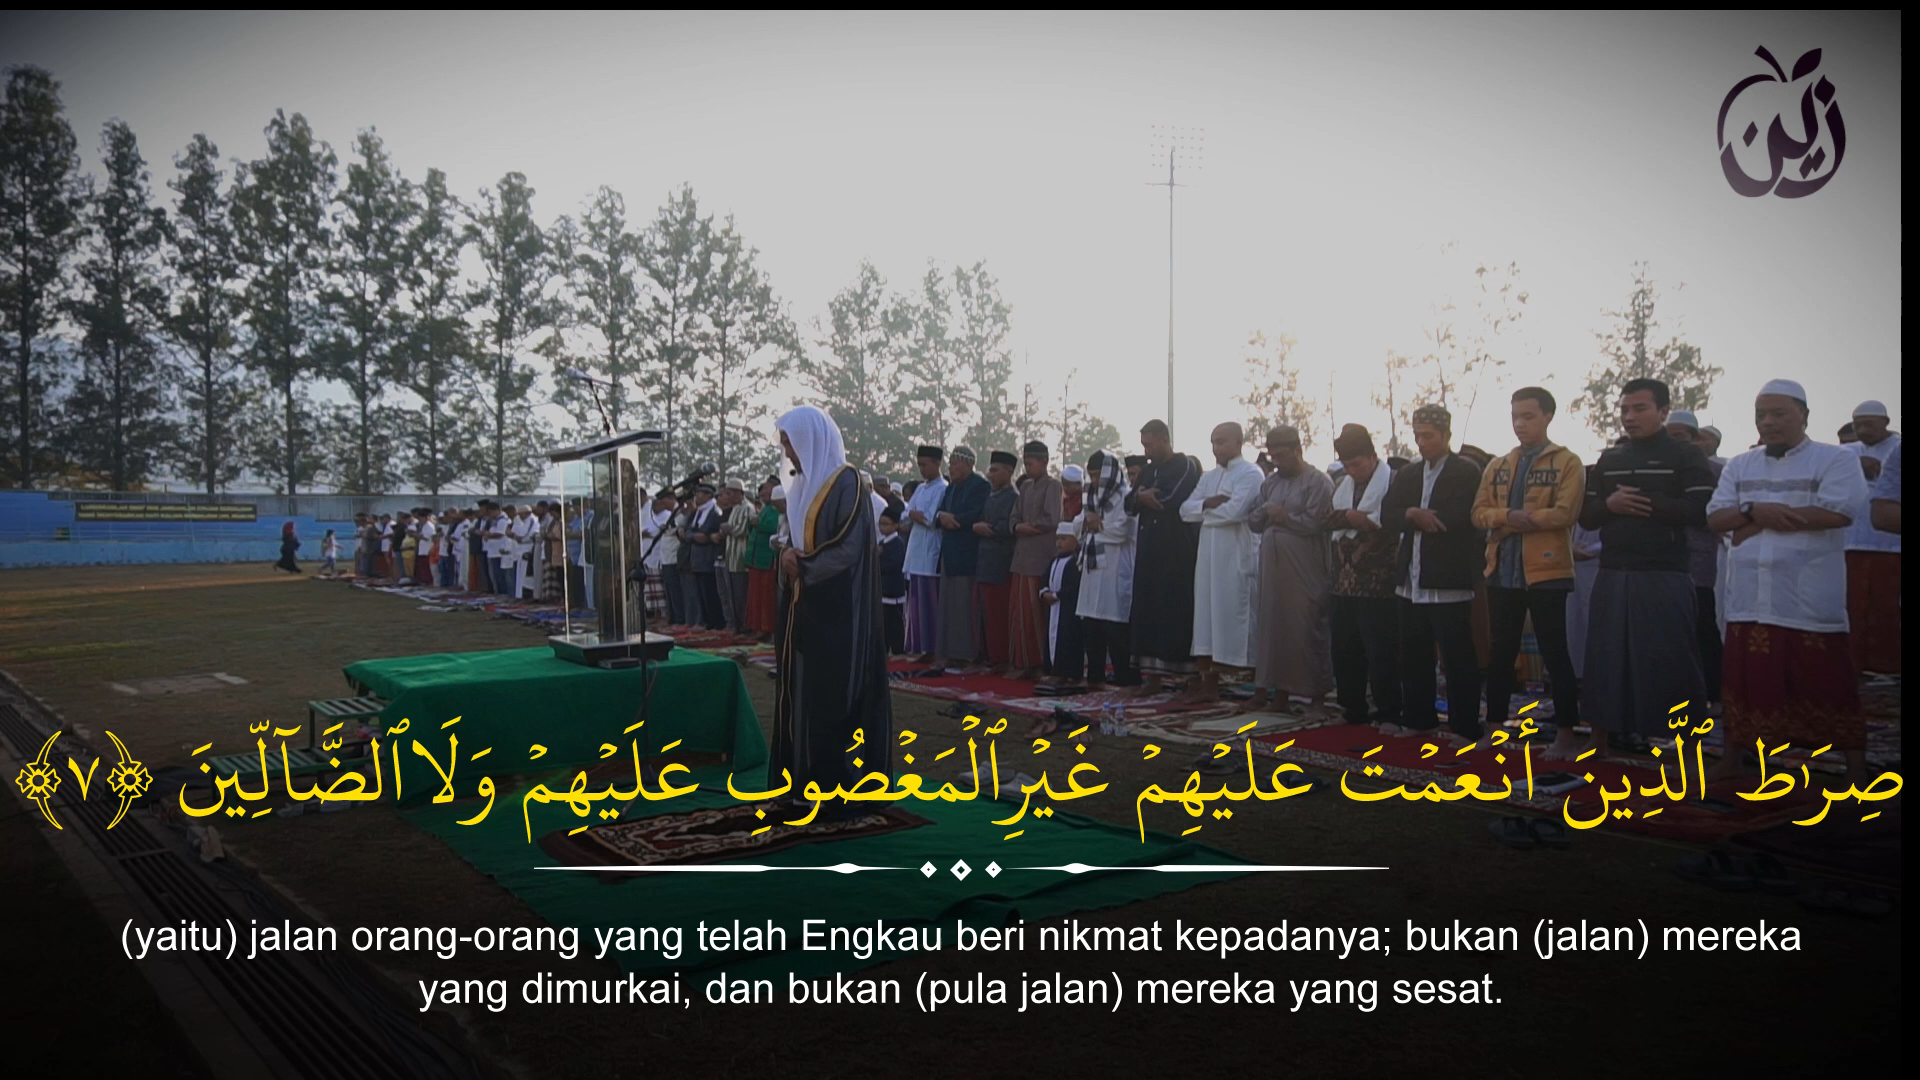 زين
صِرَٰطَ ٱلَّذِينَ أَنْعَمْتَ عَلَيْهِمْ غَيْرِ ٱلْمَغْضُوبِ عَلَيْهِمْ وَلَا ٱلضَّآلِّينَ ﴿٧﴾
(yaitu) jalan orang-orang yang telah Engkau beri nikmat kepadanya; bukan (jalan) mereka
yang dimurkai, dan bukan (pula jalan) mereka yang sesat.